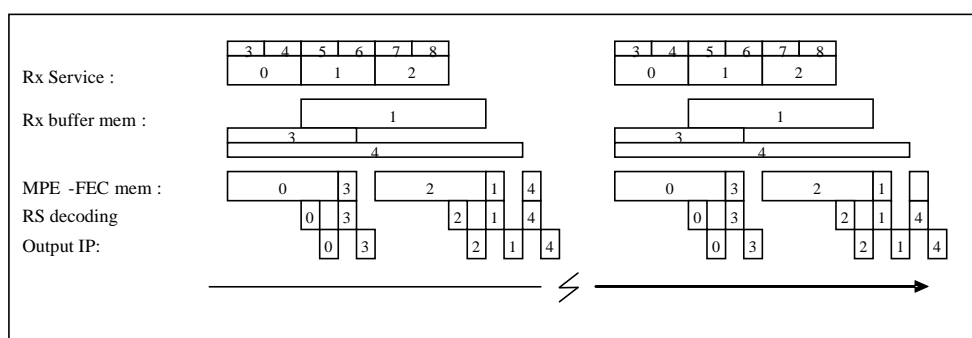 3 4 5 6 7 8 3 4 5 6 7 8
Rx Service : 0 1 2 0 1 2
Rx buffer mem : 1 1
3 3
4 4
MPE -FEC mem : 0 3 2 1 4 0 3 2 1
RS decoding 0 3 2 1 4 0 3 2 1 4
Output IP: 0 3 2 1 4 0 3 2 1 4